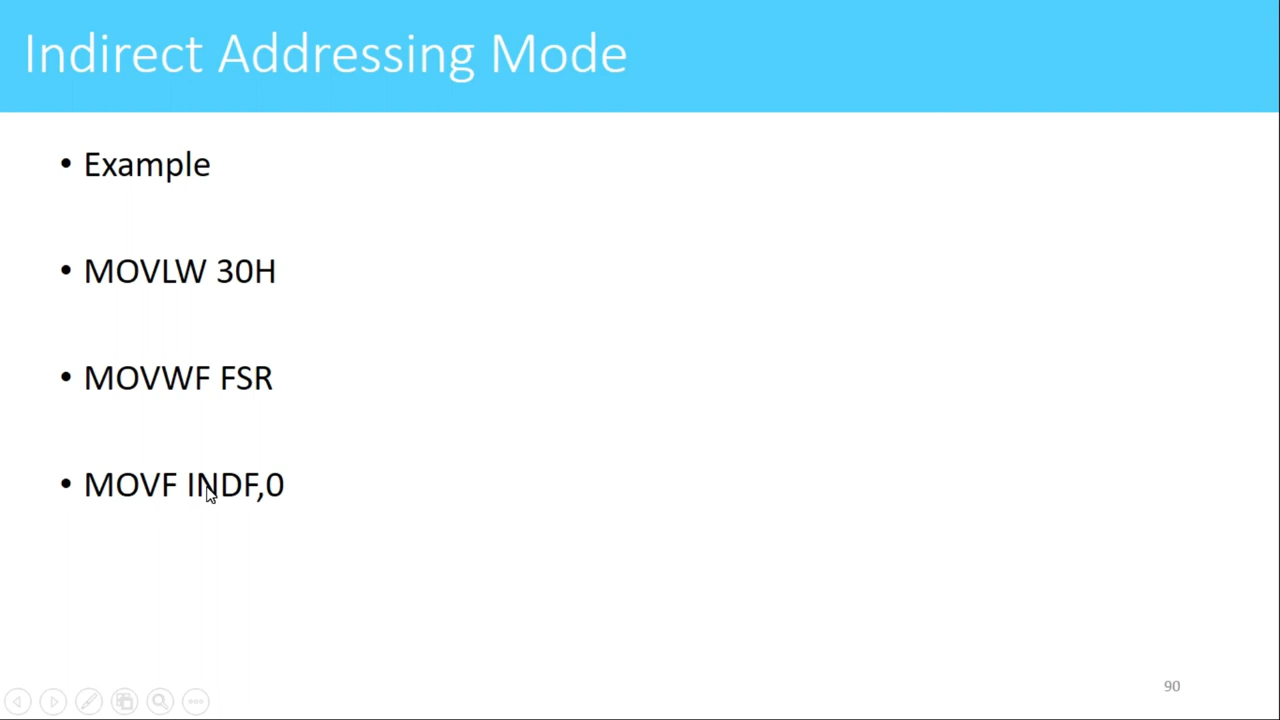 Indirect Addressing Mode
• Example
• MOVLW 30H
• MOVWF FSR
• MOVF INDF,0
90